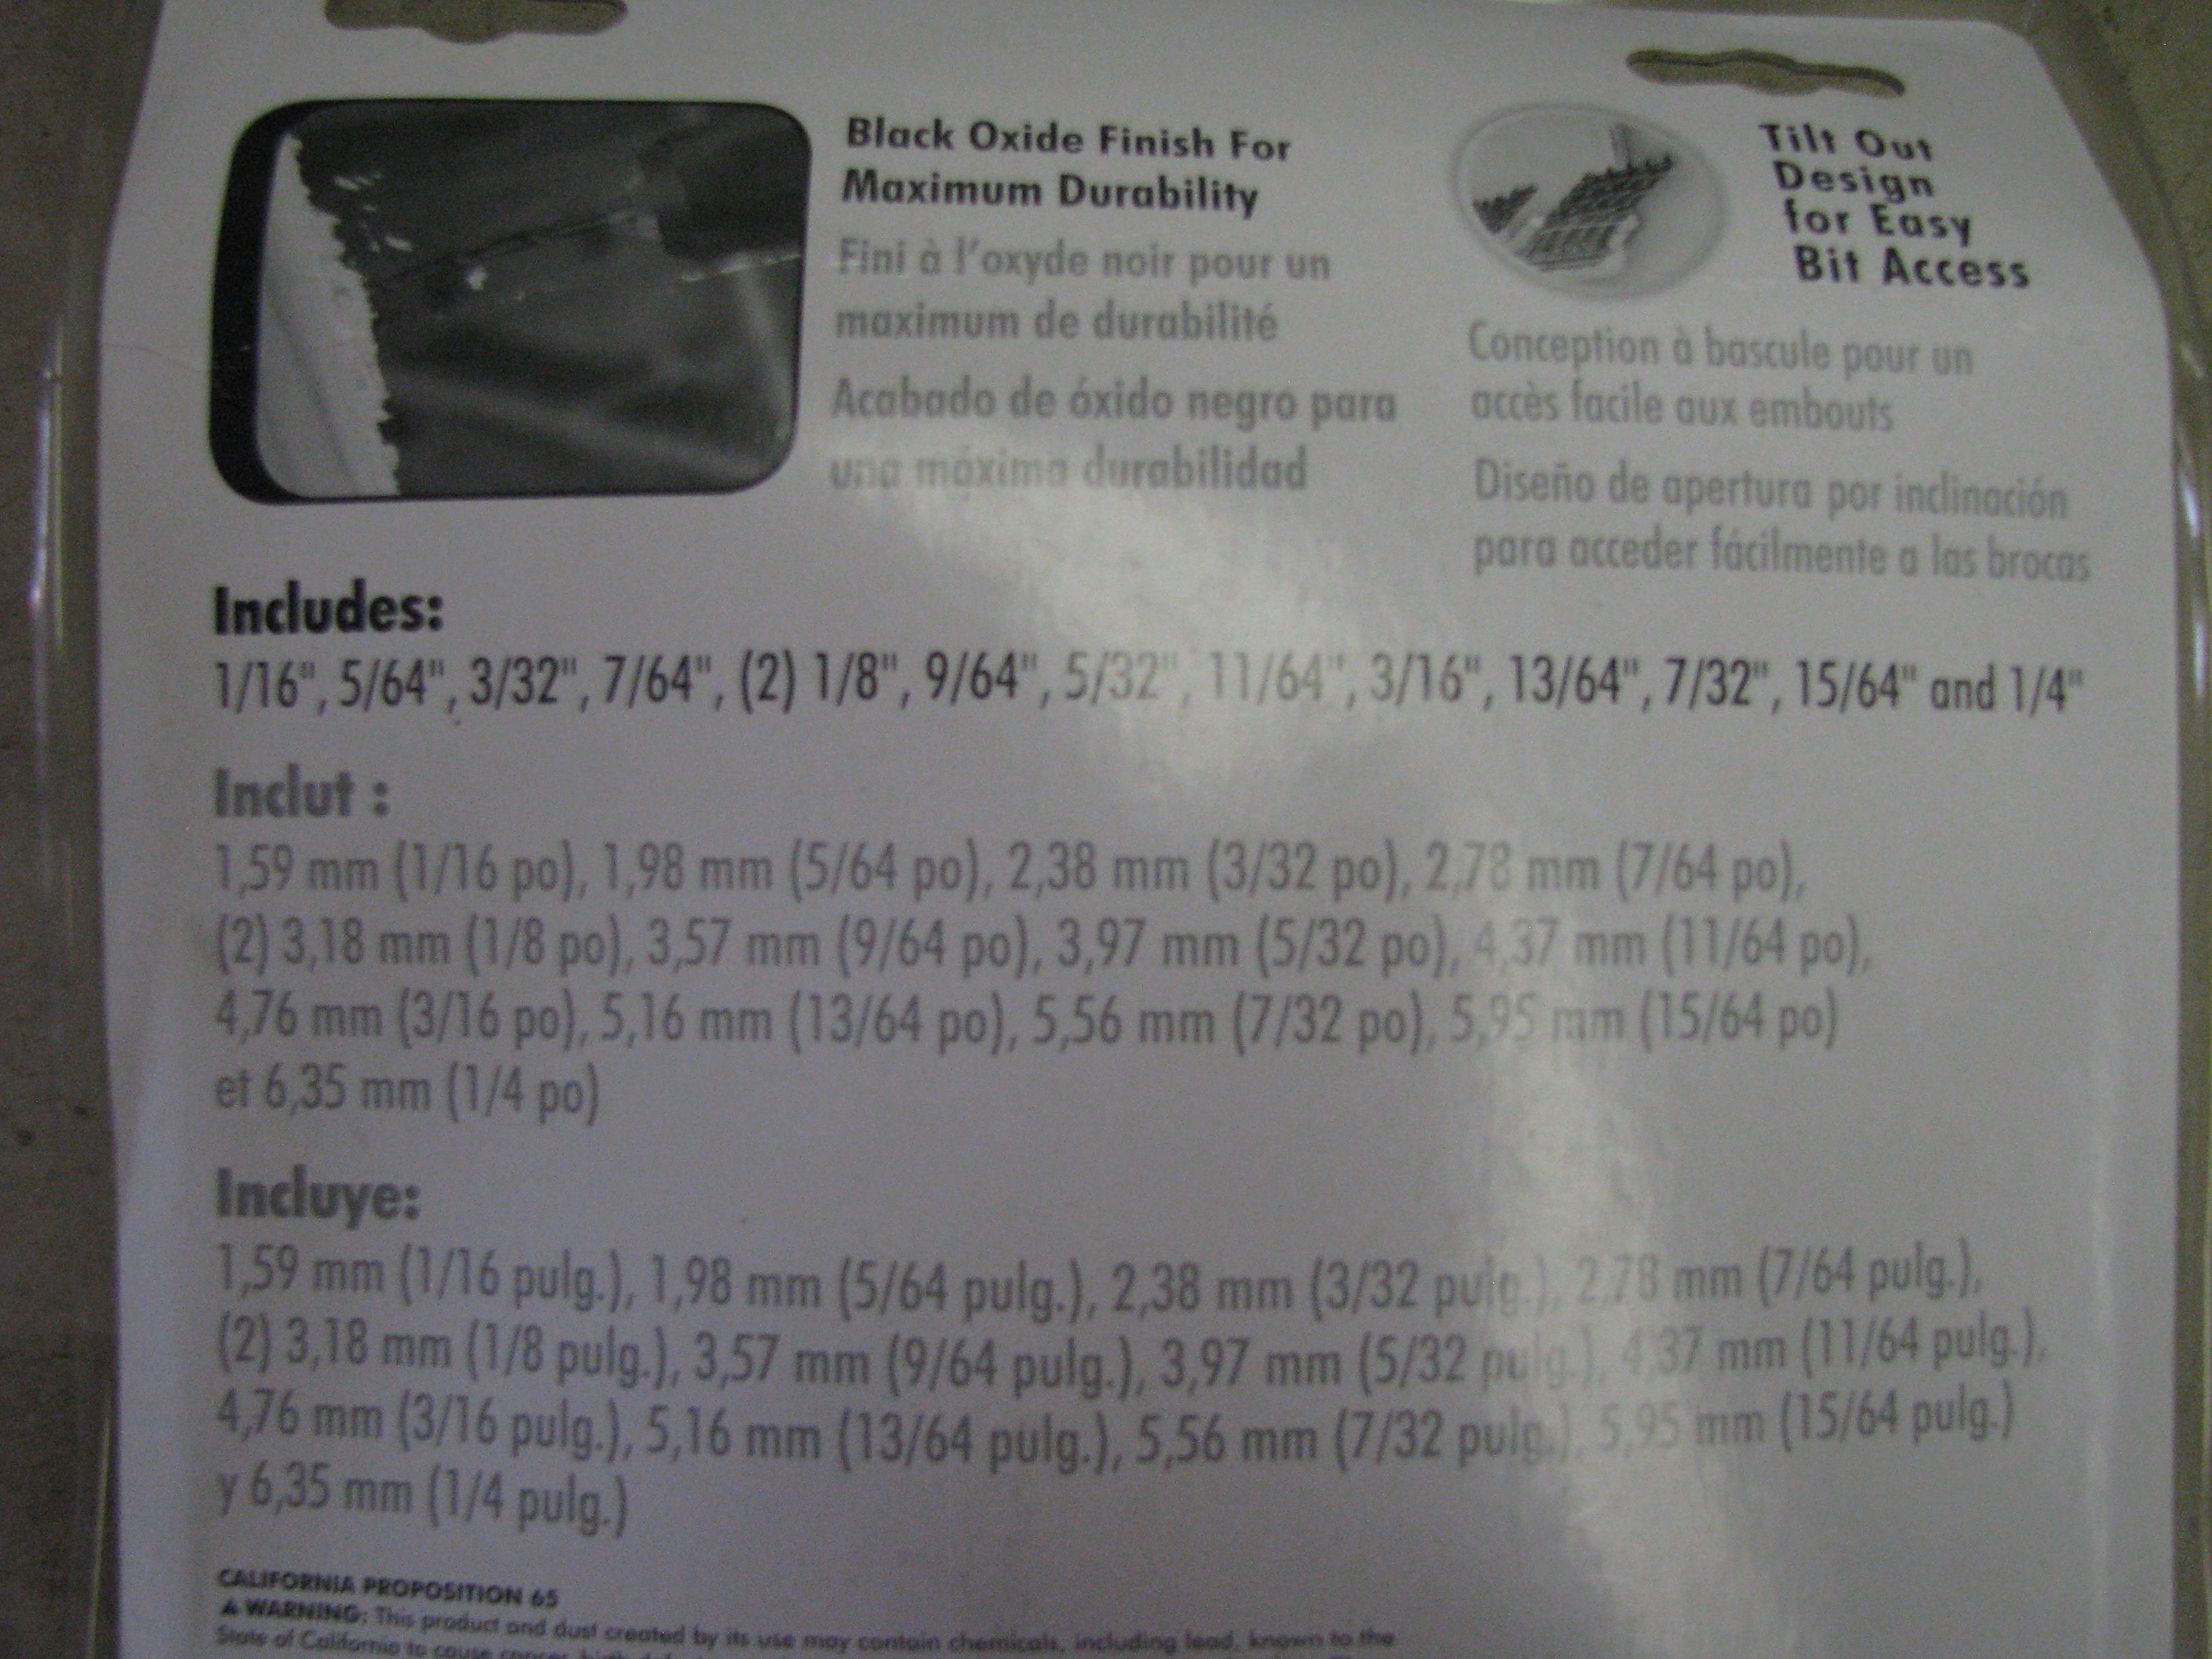 Black Oxide Finish For
Maximum Durability
Fini à l'oxyde noir pour un
maximum de durabilité
Acabado de óxido negro para
una máxima durabilidad
Tilt Out
Design
for Easy
Bit Access
Conception à bascule pour un
accès facile aux embouts
Diseño de apertura por inclinación
para acceder fácilmente a las brocas
Includes:
1/16", 5/64", 3/32", 7/64", (2) 1/8", 9/64", 5/32", 11/64", 3/16", 13/64", 7/32", 15/64" and 1/4"
Inclut :
1,59 mm (1/16 po), 1,98 mm (5/64 po), 2,38 mm (3/32 po), 2,78 mm (7/64 po),
(2) 3,18 mm (1/8 po), 3,57 mm (9/64 po), 3,97 mm (5/32 po), 4,37 mm (11/64 po),
4,76 mm (3/16 po), 5,16 mm (13/64 po), 5,56 mm (7/32 po), 5,95 mm (15/64 po)
et 6,35 mm (1/4 po)
Incluye:
1,59 mm (1/16 pulg.), 1,98 mm (5/64 pulg.), 2,38 mm (3/32 pulg.), 2,78 mm (7/64 pulg.),
(2) 3,18 mm (1/8 pulg.), 3,57 mm (9/64 pulg.), 3,97 mm (5/32 pulg.), 4,37 mm (11/64 pulg.),
4,76 mm (3/16 pulg.), 5,16 mm (13/64 pulg.), 5,56 mm (7/32 pulg.), 5,95 mm (15/64 pulg.)
y 6,35 mm (1/4 pulg.)
CALIFORNIA PROPOSITION 65
⚠ WARNING: This product and dust created by its use may contain chemicals, including lead, known to the
State of California to cause cancer,